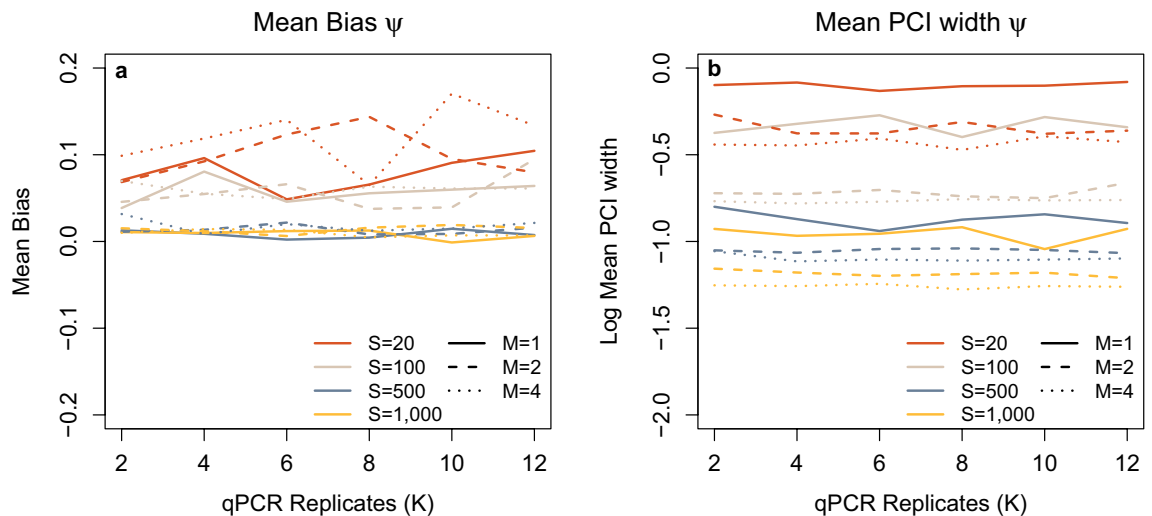 Mean Bias ψ
a
Mean Bias
0.2
0.1
0.0
−0.1
−0.2
S=20
S=100
S=500
S=1,000
M=1
M=2
M=4
2 4 6 8 10 12
qPCR Replicates (K)
Mean PCI width ψ
b
Log Mean PCI width
0.0
−0.5
−1.0
−1.5
−2.0
S=20
S=100
S=500
S=1,000
M=1
M=2
M=4
2 4 6 8 10 12
qPCR Replicates (K)